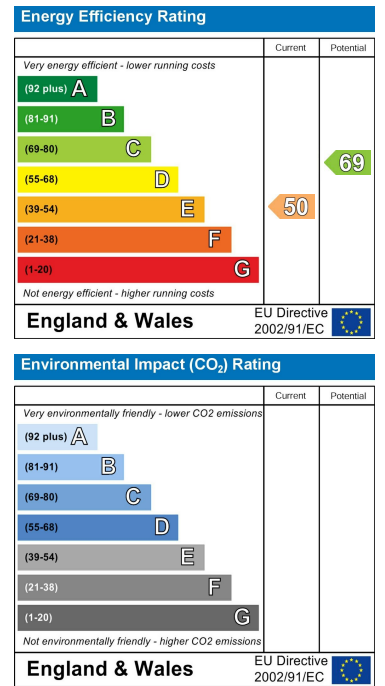 Energy Efficiency Rating
Current Potential
Very energy efficient - lower running costs
(92 plus) A
(81-91) B
(69-80) C
(55-68) D
(39-54) E
(21-38) F
(1-20) G
69
50
Not energy efficient - higher running costs
England & Wales
EU Directive
2002/91/EC
Environmental Impact (CO₂) Rating
Current Potential
Very environmentally friendly - lower CO2 emissions
(92 plus) A
(81-91) B
(69-80) C
(55-68) D
(39-54) E
(21-38) F
(1-20) G
Not environmentally friendly - higher CO2 emissions
England & Wales
EU Directive
2002/91/EC